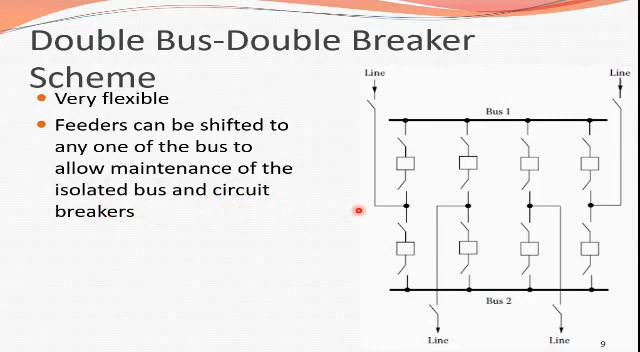 Double Bus-Double Breaker
Scheme
Very flexible
Feeders can be shifted to
any one of the bus to
allow maintenance of the
isolated bus and circuit
breakers
Line
Line
Bus 1
Bus 2
Line
Line
9